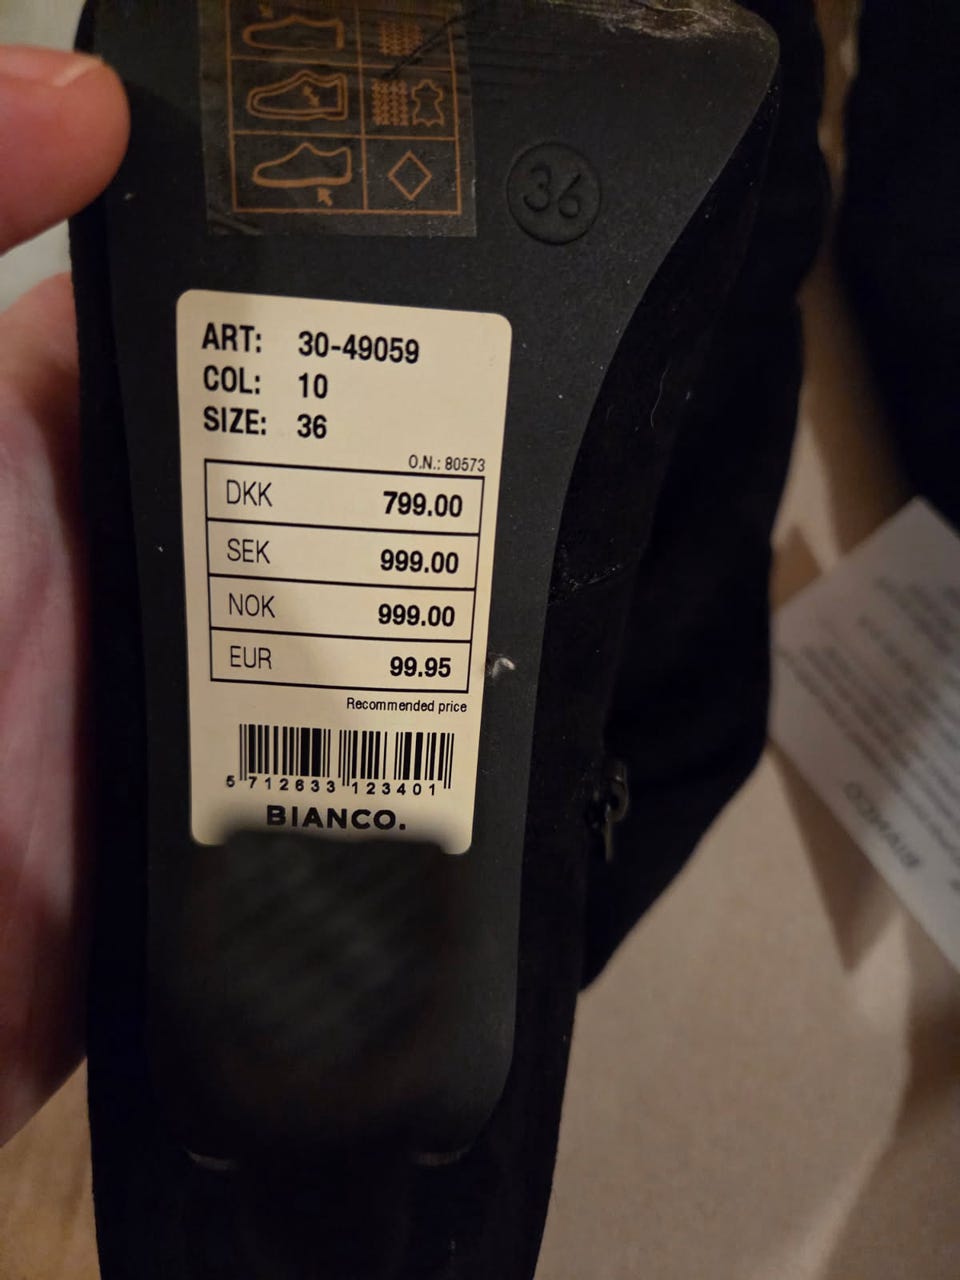 36
ART: 30-49059
COL: 10
SIZE: 36
O.N.: 80573
DKK 799.00
SEK 999.00
NOK 999.00
EUR 99.95
Recommended price
5 712633 123401
BIANCO.
BIANCO